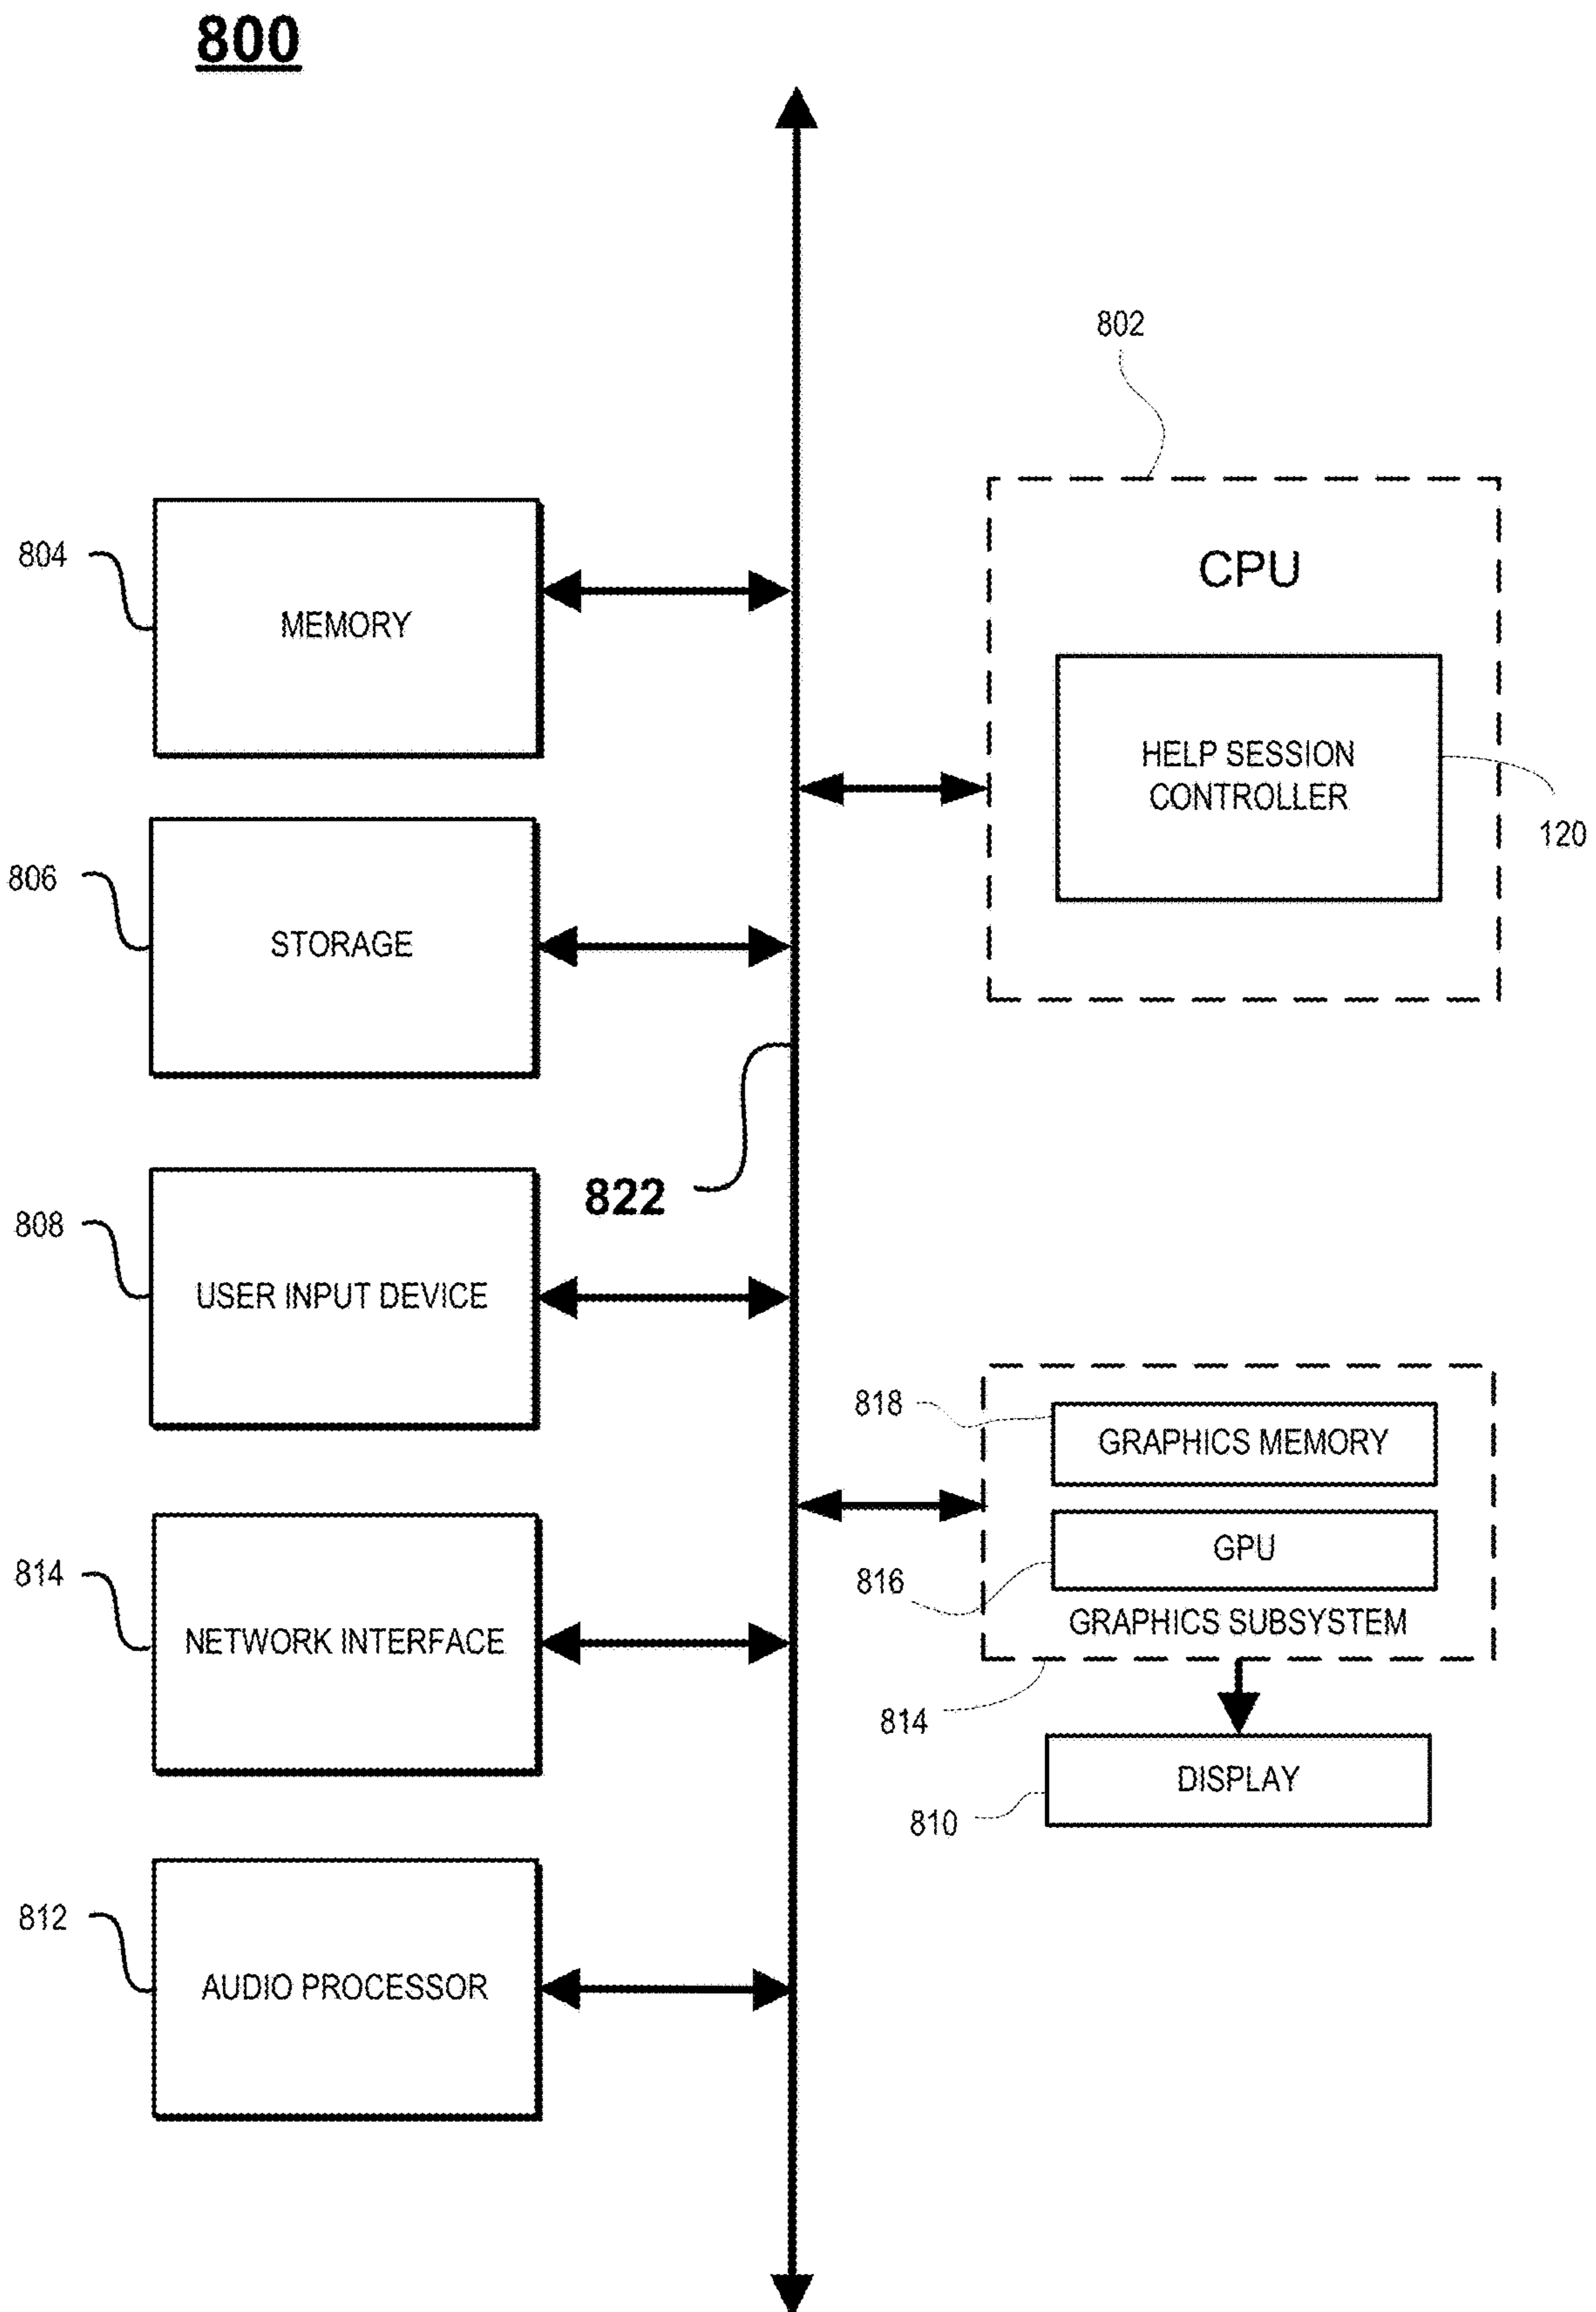 800
802
CPU
804
MEMORY
HELP SESSION
CONTROLLER
120
806
STORAGE
822
808
USER INPUT DEVICE
818
GRAPHICS MEMORY
GPU
816
GRAPHICS SUBSYSTEM
814
814
NETWORK INTERFACE
DISPLAY
810
812
AUDIO PROCESSOR